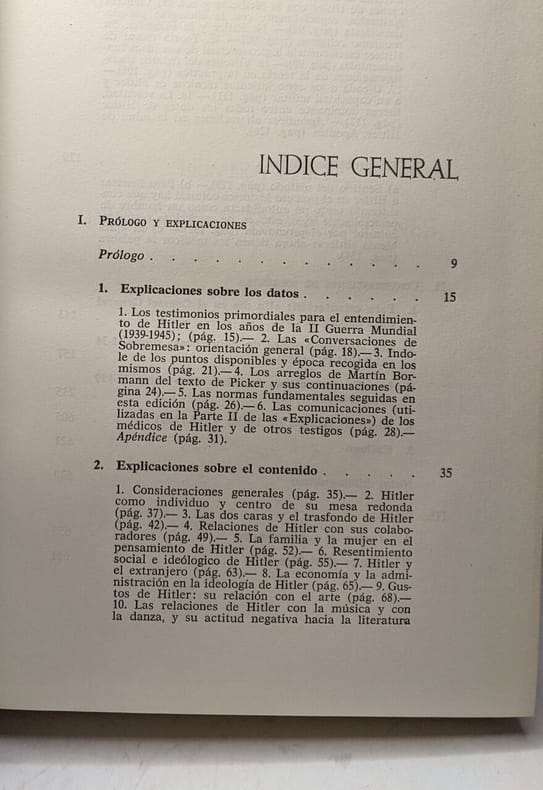 INDICE GENERAL
I. PRÓLOGO Y EXPLICACIONES
Prólogo . . . . . . . . . . . . . 9
1. Explicaciones sobre los datos . . . . . . 15
1. Los testimonios primordiales para el entendimien-
to de Hitler en los años de la II Guerra Mundial
(1939-1945); (pág. 15).— 2. Las «Conversaciones de
Sobremesa»: orientación general (pág. 18).— 3. Indo-
le de los puntos disponibles y época recogida en los
mismos (pág. 21).— 4. Los arreglos de Martín Bor-
mann del texto de Picker y sus continuaciones (pá-
gina 24).— 5. Las normas fundamentales seguidas en
esta edición (pág. 26).— 6. Las comunicaciones (uti-
lizadas en la Parte II de las «Explicaciones») de los
médicos de Hitler y de otros testigos (pág. 28).—
Apéndice (pág. 31).
2. Explicaciones sobre el contenido . . . . . 35
1. Consideraciones generales (pág. 35).— 2. Hitler
como individuo y centro de su mesa redonda
(pág. 37).— 3. Las dos caras y el trasfondo de Hitler
(pág. 42).— 4. Relaciones de Hitler con sus colabo-
radores (pág. 49).— 5. La familia y la mujer en el
pensamiento de Hitler (pág. 52).— 6. Resentimiento
social e ideólogico de Hitler (pág. 55).— 7. Hitler y
el extranjero (pág. 63).— 8. La economía y la admi-
nistración en la ideología de Hitler (pág. 65).— 9. Gus-
tos de Hitler: su relación con el arte (pág. 68).—
10. Las relaciones de Hitler con la música y con
la danza, y su actitud negativa hacia la literatura